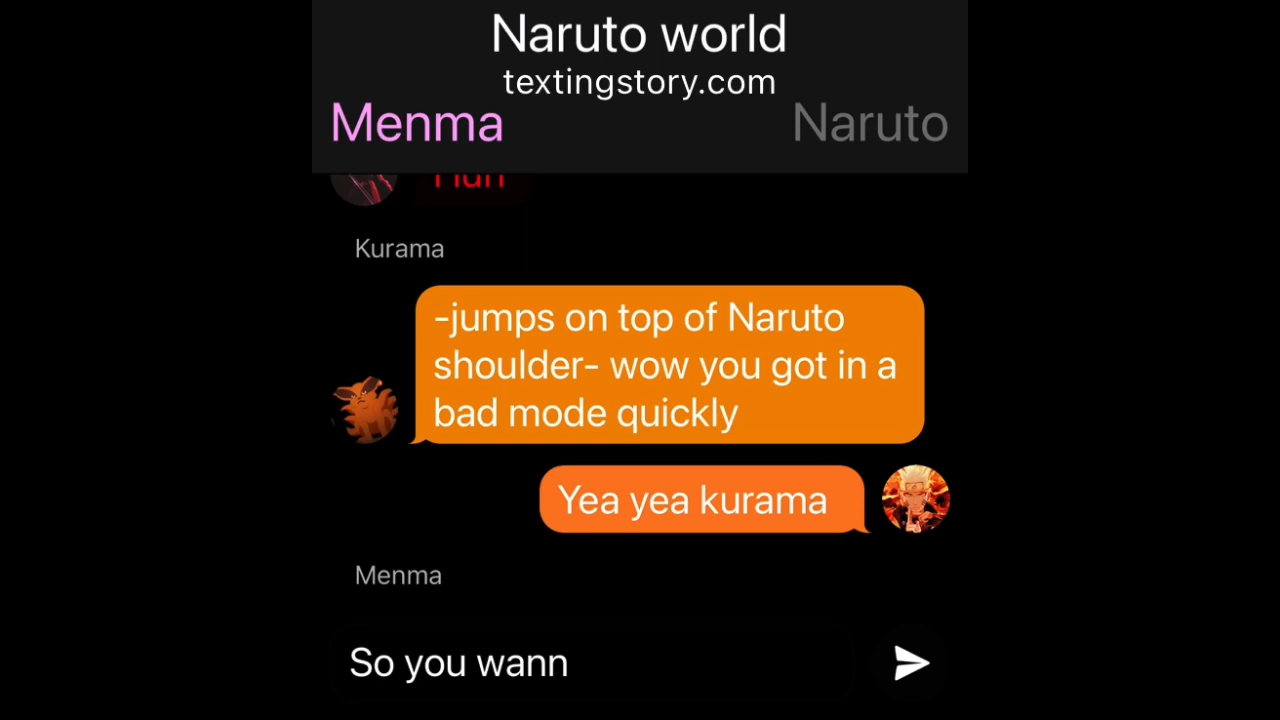 Naruto world
textingstory.com
Menma
Naruto
Kurama
-jumps on top of Naruto
shoulder- wow you got in a
bad mode quickly
Yea yea kurama
Menma
So you wann